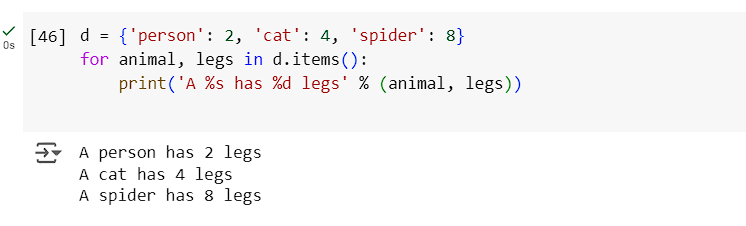 [46] d = {'person': 2, 'cat': 4, 'spider': 8}
0s
for animal, legs in d.items():
    print('A %s has %d legs' % (animal, legs))
A person has 2 legs
A cat has 4 legs
A spider has 8 legs